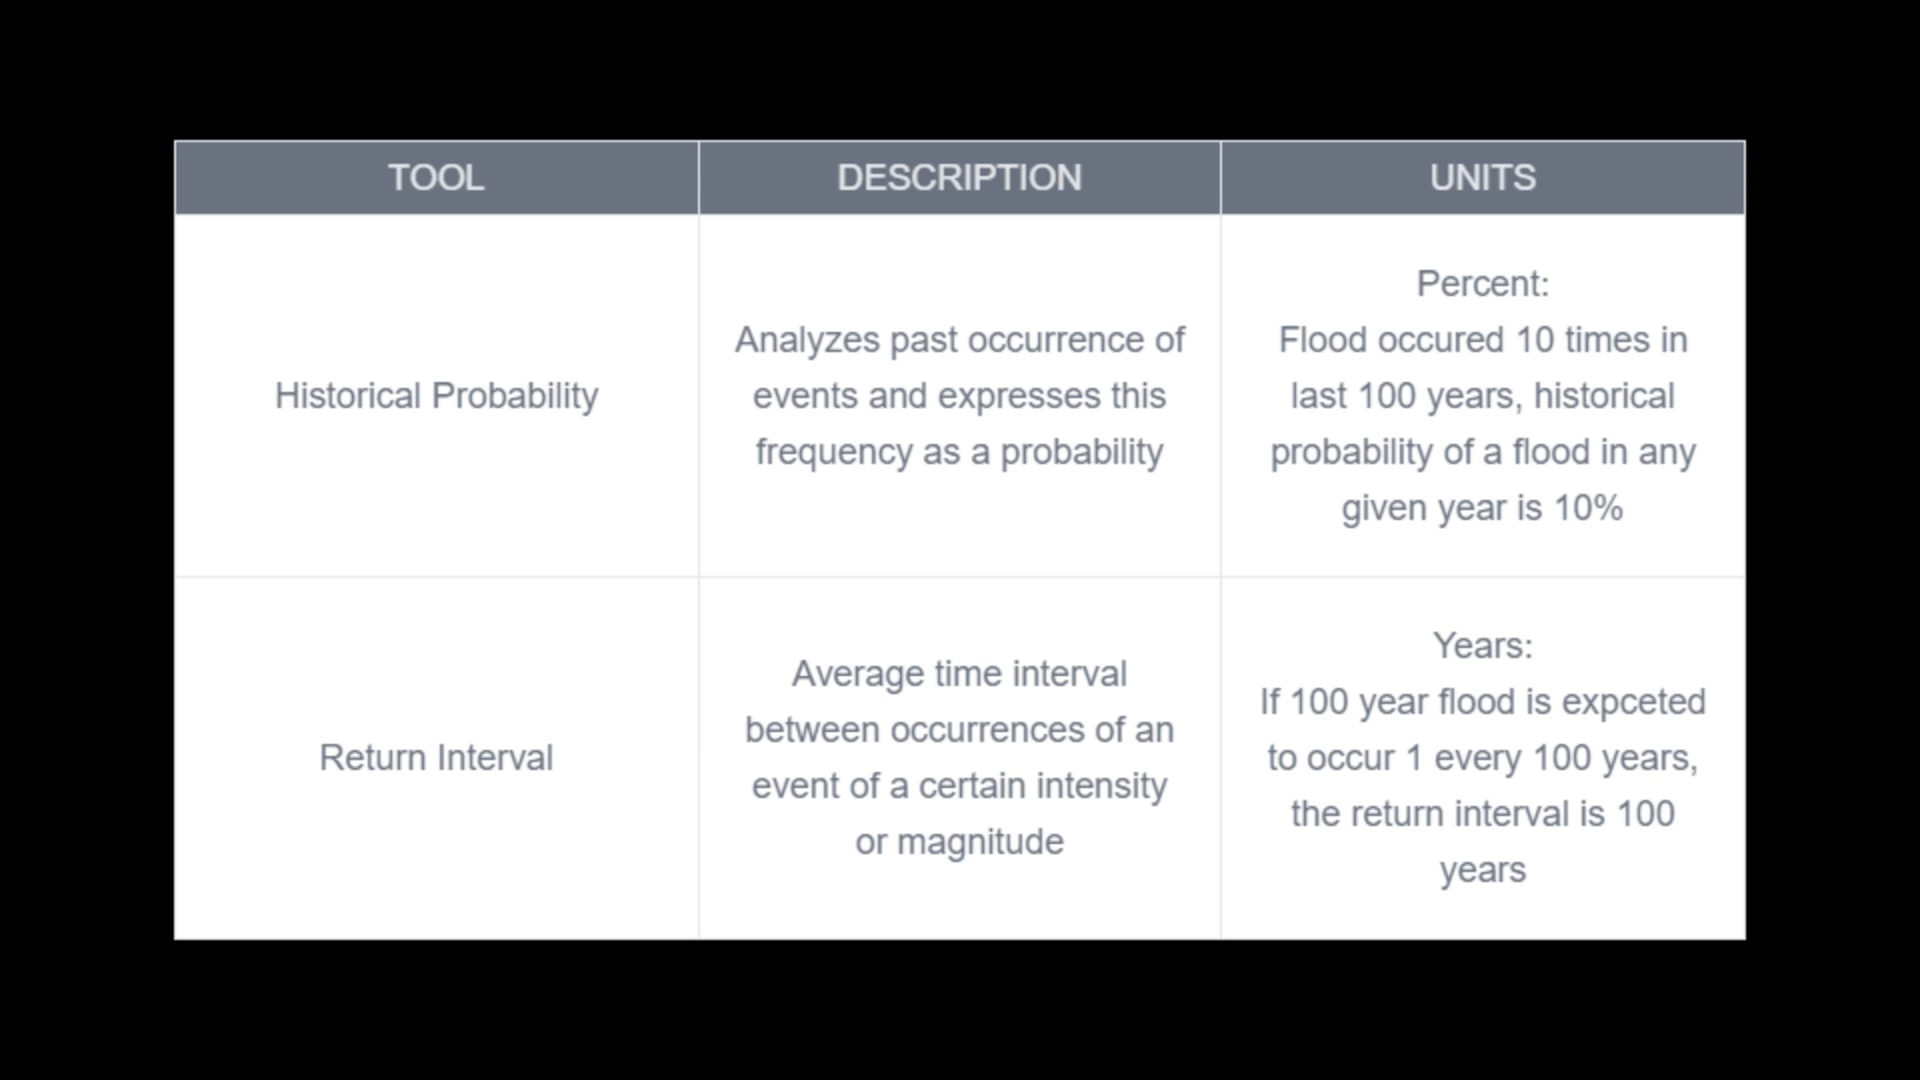 TOOL
DESCRIPTION
UNITS
Historical Probability
Analyzes past occurrence of
events and expresses this
frequency as a probability
Percent:
Flood occured 10 times in
last 100 years, historical
probability of a flood in any
given year is 10%
Return Interval
Average time interval
between occurrences of an
event of a certain intensity
or magnitude
Years:
If 100 year flood is expceted
to occur 1 every 100 years,
the return interval is 100
years